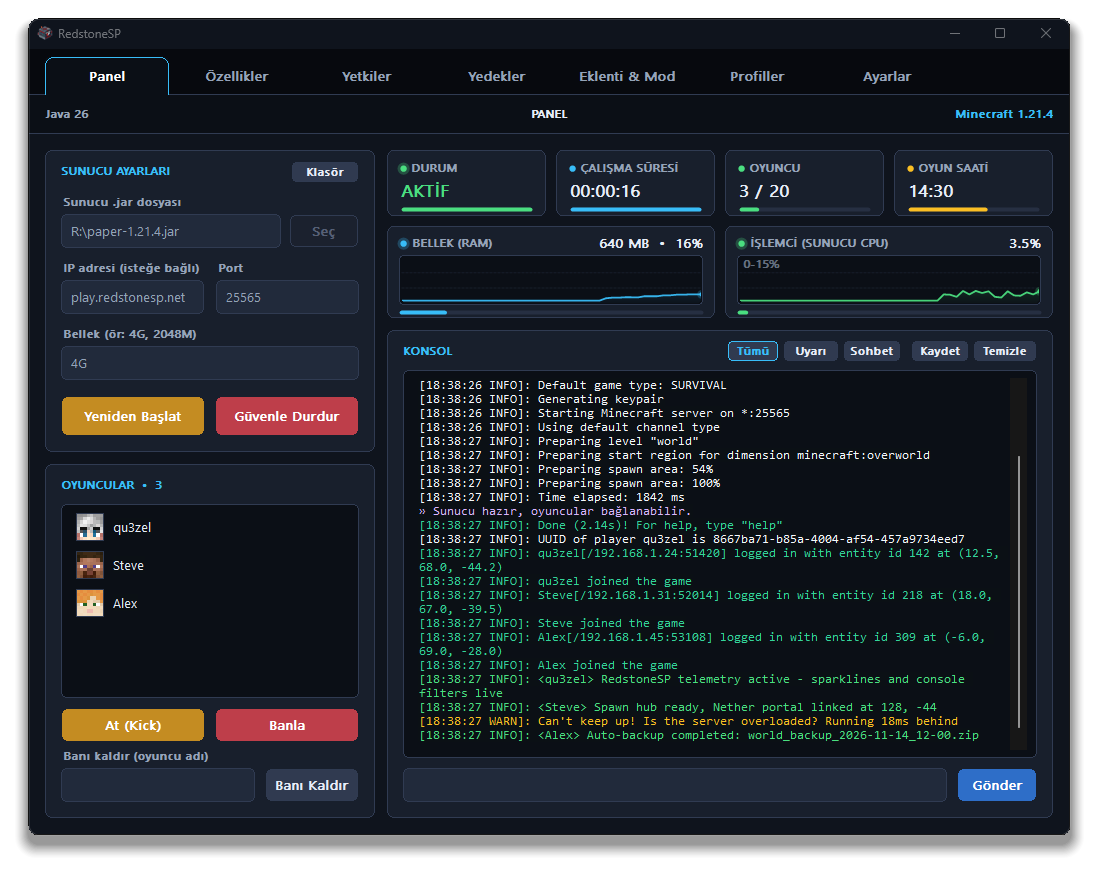 RedstoneSP
Panel
Özellikler
Yetkiler
Yedekler
Eklenti & Mod
Profiller
Ayarlar
Java 26
PANEL
Minecraft 1.21.4
SUNUCU AYARLARI
Klasör
Sunucu .jar dosyası
R:\paper-1.21.4.jar
Seç
IP adresi (isteğe bağlı)
Port
play.redstonesp.net
25565
Bellek (ör: 4G, 2048M)
4G
Yeniden Başlat
Güvenle Durdur
OYUNCULAR • 3
qu3zel
Steve
Alex
At (Kick)
Banla
Banı kaldır (oyuncu adı)
Banı Kaldır
DURUM
AKTİF
ÇALIŞMA SÜRESİ
00:00:16
OYUNCU
3 / 20
OYUN SAATİ
14:30
BELLEK (RAM)
640 MB • 16%
İŞLEMCİ (SUNUCU CPU)
3.5%
0-15%
KONSOL
Tümü
Uyarı
Sohbet
Kaydet
Temizle
[18:38:26 INFO]: Default game type: SURVIVAL
[18:38:26 INFO]: Generating keypair
[18:38:26 INFO]: Starting Minecraft server on *:25565
[18:38:26 INFO]: Using default channel type
[18:38:27 INFO]: Preparing level "world"
[18:38:27 INFO]: Preparing start region for dimension minecraft:overworld
[18:38:27 INFO]: Preparing spawn area: 54%
[18:38:27 INFO]: Preparing spawn area: 100%
[18:38:27 INFO]: Time elapsed: 1842 ms
» Sunucu hazır, oyuncular bağlanabilir.
[18:38:27 INFO]: Done (2.14s)! For help, type "help"
[18:38:27 INFO]: UUID of player qu3zel is 8667ba71-b85a-4004-af54-457a9734eed7
[18:38:27 INFO]: qu3zel[/192.168.1.24:51420] logged in with entity id 142 at (12.5,
68.0, -44.2)
[18:38:27 INFO]: qu3zel joined the game
[18:38:27 INFO]: Steve[/192.168.1.31:52014] logged in with entity id 218 at (18.0,
67.0, -39.5)
[18:38:27 INFO]: Steve joined the game
[18:38:27 INFO]: Alex[/192.168.1.45:53108] logged in with entity id 309 at (-6.0,
69.0, -28.0)
[18:38:27 INFO]: Alex joined the game
[18:38:27 INFO]: <qu3zel> RedstoneSP telemetry active - sparklines and console
filters live
[18:38:27 INFO]: <Steve> Spawn hub ready, Nether portal linked at 128, -44
[18:38:27 WARN]: Can't keep up! Is the server overloaded? Running 18ms behind
[18:38:27 INFO]: <Alex> Auto-backup completed: world_backup_2026-11-14_12-00.zip
Gönder